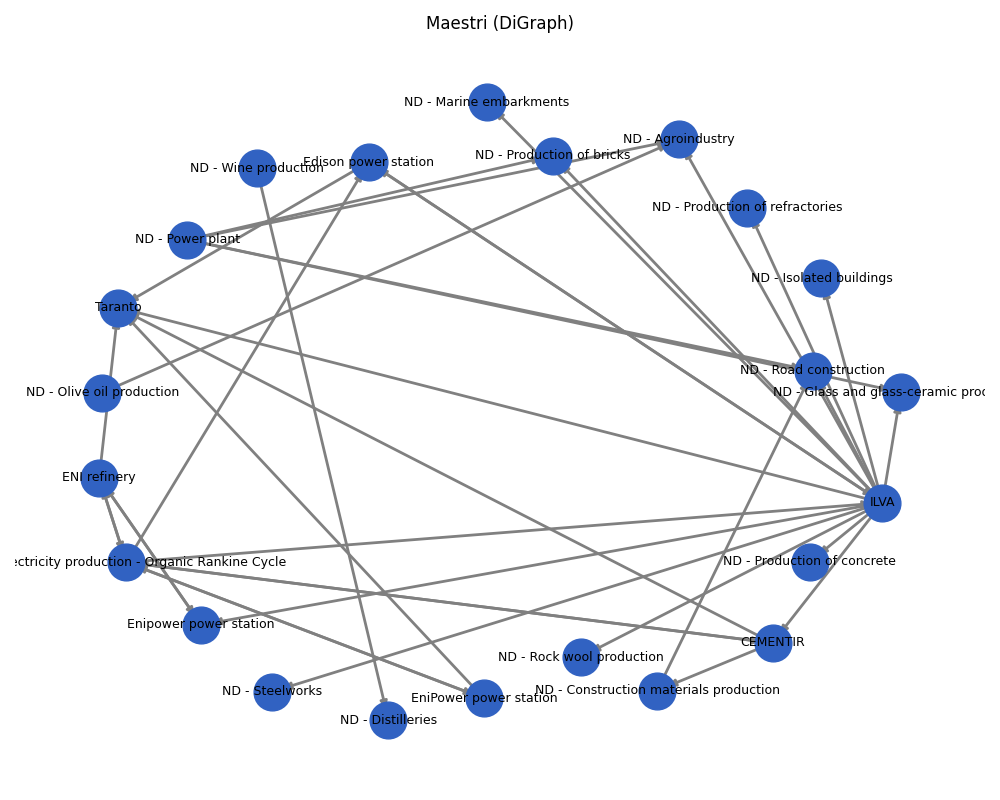 Maestri (DiGraph)
ND - Marine embarkments
ND - Agroindustry
ND - Production of bricks
Edison power station
ND - Wine production
ND - Production of refractories
ND - Power plant
ND - Isolated buildings
Taranto
ND - Road construction
ND - Olive oil production
ND - Glass and glass-ceramic prod
ENI refinery
ILVA
ectricity production - Organic Rankine Cycle
ND - Production of concrete
Enipower power station
CEMENTIR
ND - Rock wool production
ND - Steelworks
ND - Construction materials production
EniPower power station
ND - Distilleries